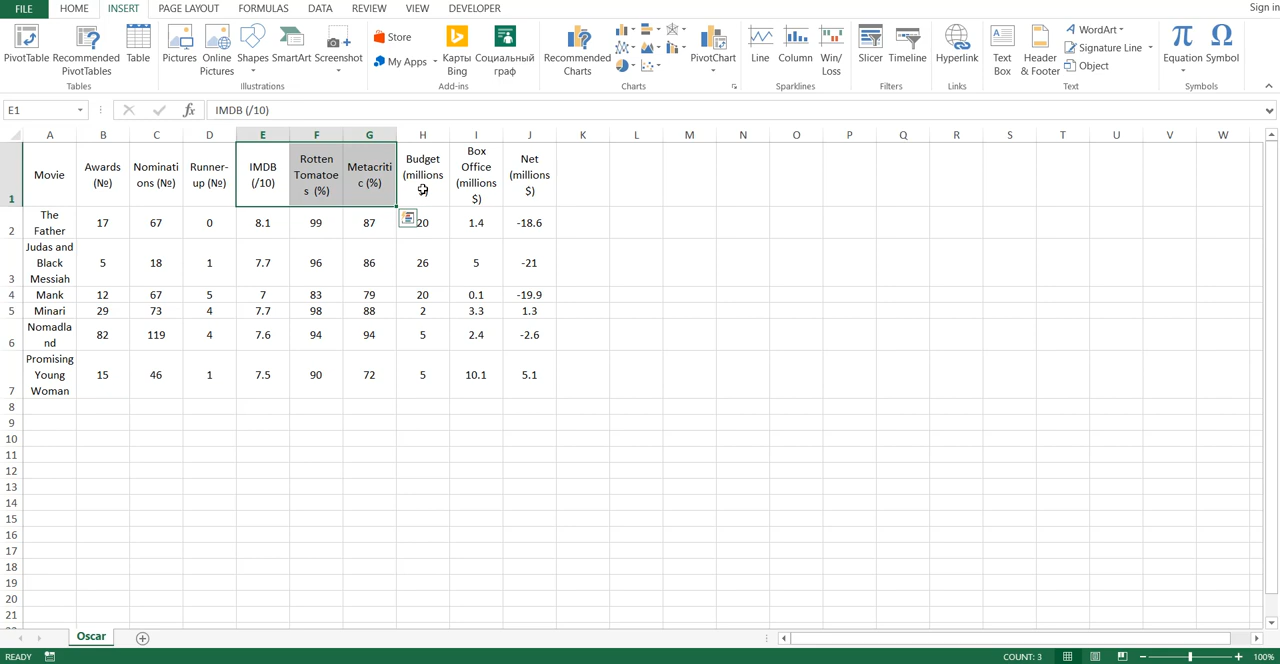 FILE HOME INSERT PAGE LAYOUT FORMULAS DATA REVIEW VIEW DEVELOPER Sign in
PivotTable Recommended PivotTables Table Pictures Online Pictures Shapes SmartArt Screenshot Store My Apps Карты Bing Социальный граф Recommended Charts PivotChart Line Column Win/Loss Slicer Timeline Hyperlink Text Box Header & Footer WordArt Signature Line Object Equation Symbol
Tables Illustrations Add-ins Charts Sparklines Filters Links Text Symbols
E1 fx IMDB (/10)
A B C D E F G H I J K L M N O P Q R S T U V W
1 Movie Awards (№) Nominati ons (№) Runner-up (№) IMDB (/10) Rotten Tomatoe s (%) Metacriti c (%) Budget (millions Box Office (millions $) Net (millions $)
2 The Father 17 67 0 8.1 99 87 20 1.4 -18.6
3 Judas and Black Messiah 5 18 1 7.7 96 86 26 5 -21
4 Mank 12 67 5 7 83 79 20 0.1 -19.9
5 Minari 29 73 4 7.7 98 88 2 3.3 1.3
6 Nomadla nd 82 119 4 7.6 94 94 5 2.4 -2.6
7 Promising Young Woman 15 46 1 7.5 90 72 5 10.1 5.1
8
9
10
11
12
13
14
15
16
17
18
19
20
21
Oscar
READY COUNT: 3 100%